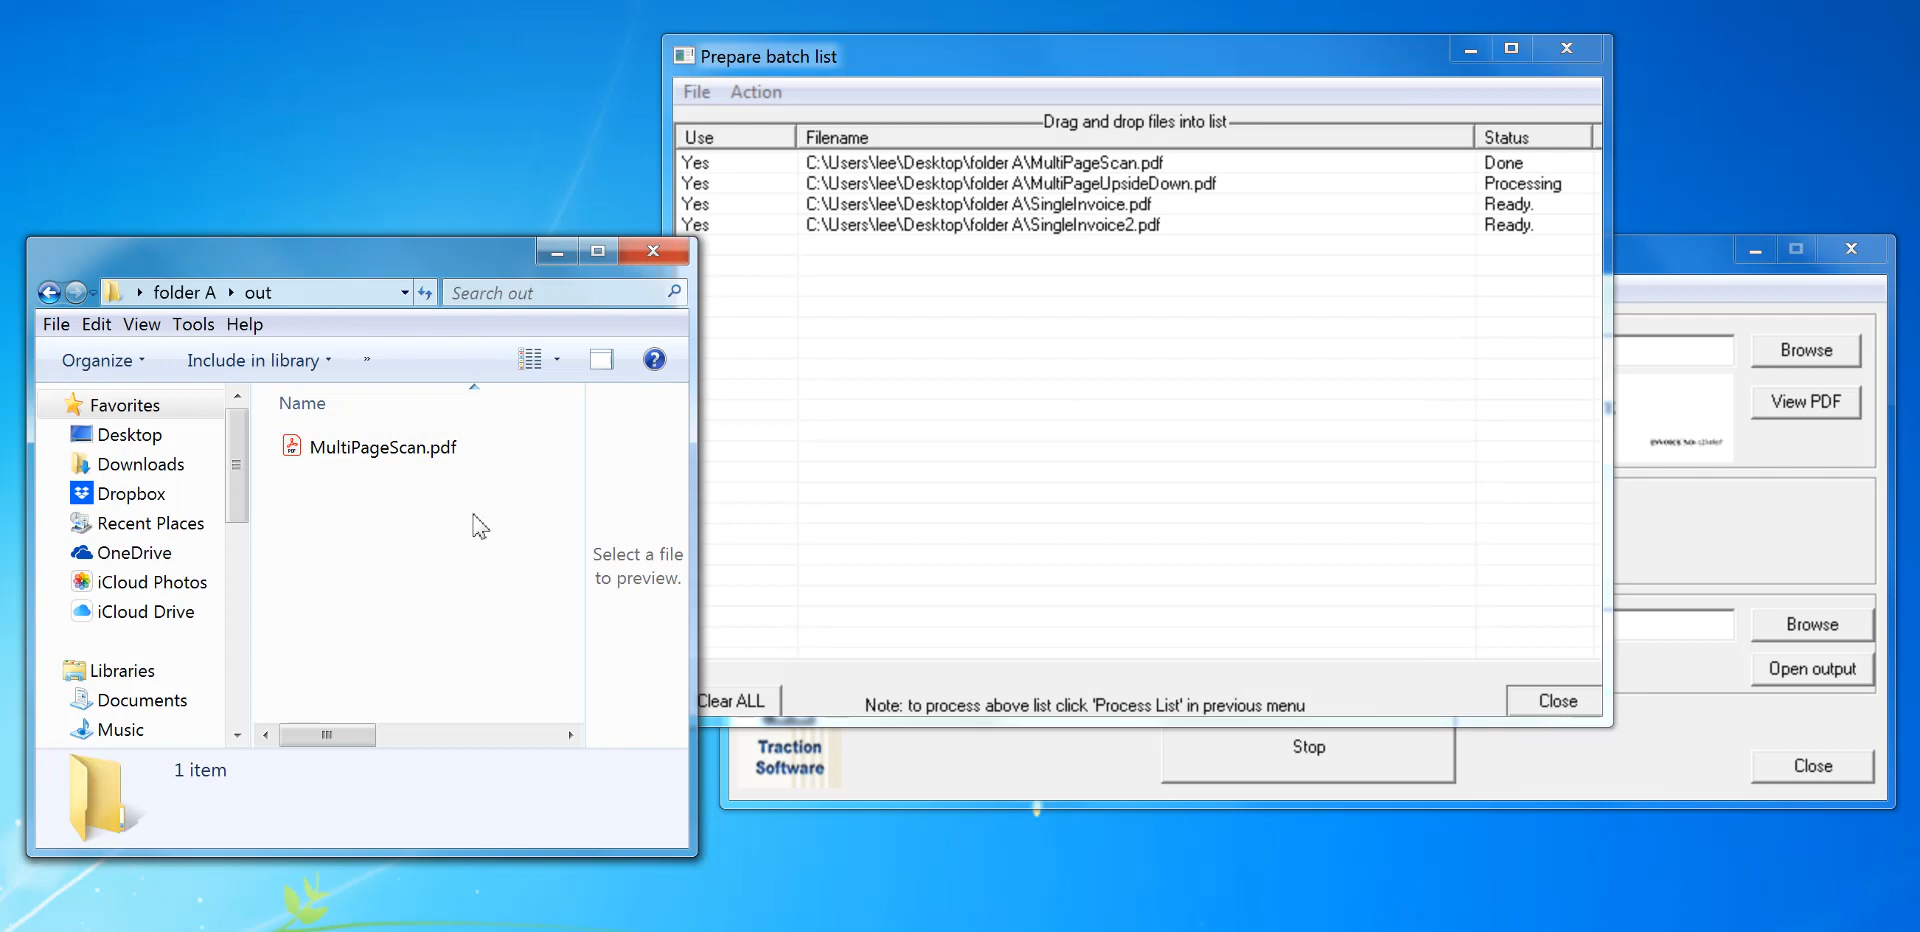 Prepare batch list
File Action
Drag and drop files into list
Use Filename Status
Yes C:\Users\lee\Desktop\folder A\MultiPageScan.pdf Done
Yes C:\Users\lee\Desktop\folder A\MultiPageUpsideDown.pdf Processing
Yes C:\Users\lee\Desktop\folder A\SingleInvoice.pdf Ready.
Yes C:\Users\lee\Desktop\folder A\SingleInvoice2.pdf Ready.
Clear ALL
Note: to process above list click 'Process List' in previous menu
Close
folder A out
Search out
File Edit View Tools Help
Organize Include in library »
Favorites
Desktop
Downloads
Dropbox
Recent Places
OneDrive
iCloud Photos
iCloud Drive
Libraries
Documents
Music
Name
MultiPageScan.pdf
Select a file
to preview.
1 item
Browse
View PDF
INVOICE NO:
Browse
Open output
Traction
Software
Stop
Close